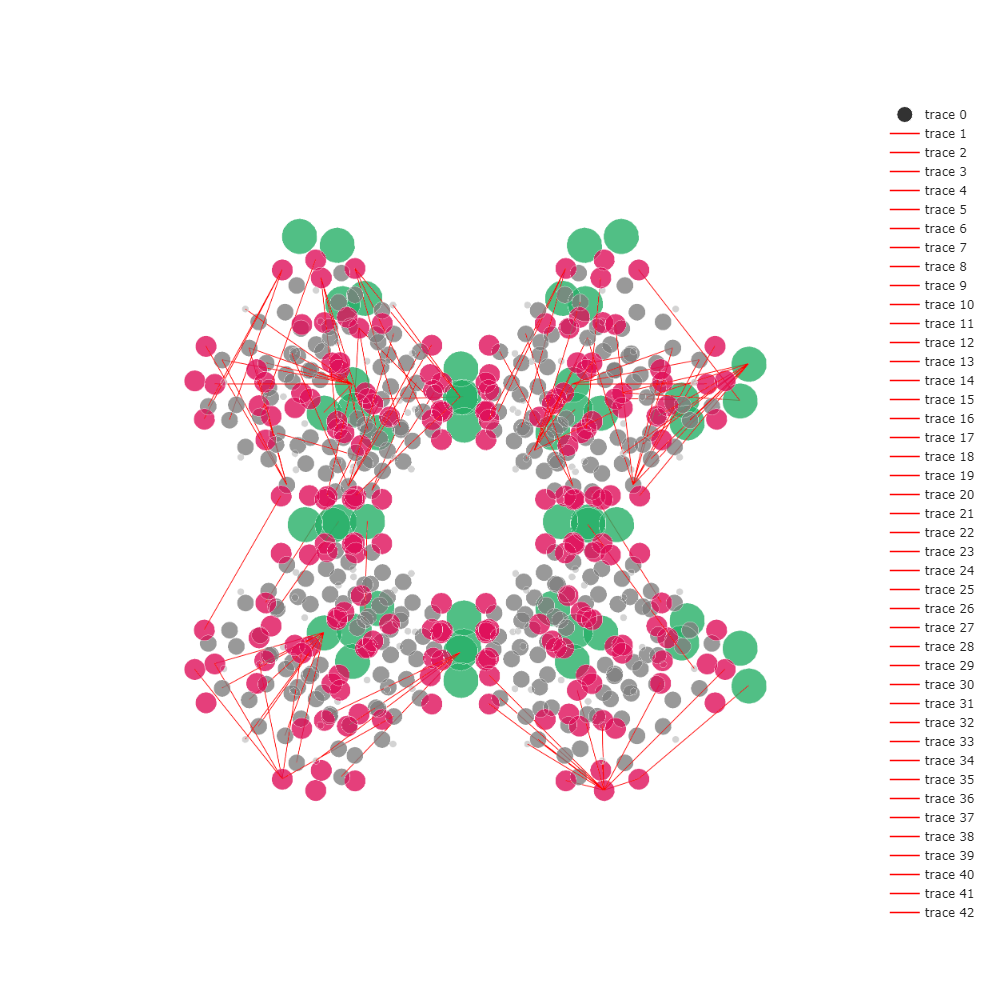 trace 0
trace 1
trace 2
trace 3
trace 4
trace 5
trace 6
trace 7
trace 8
trace 9
trace 10
trace 11
trace 12
trace 13
trace 14
trace 15
trace 16
trace 17
trace 18
trace 19
trace 20
trace 21
trace 22
trace 23
trace 24
trace 25
trace 26
trace 27
trace 28
trace 29
trace 30
trace 31
trace 32
trace 33
trace 34
trace 35
trace 36
trace 37
trace 38
trace 39
trace 40
trace 41
trace 42